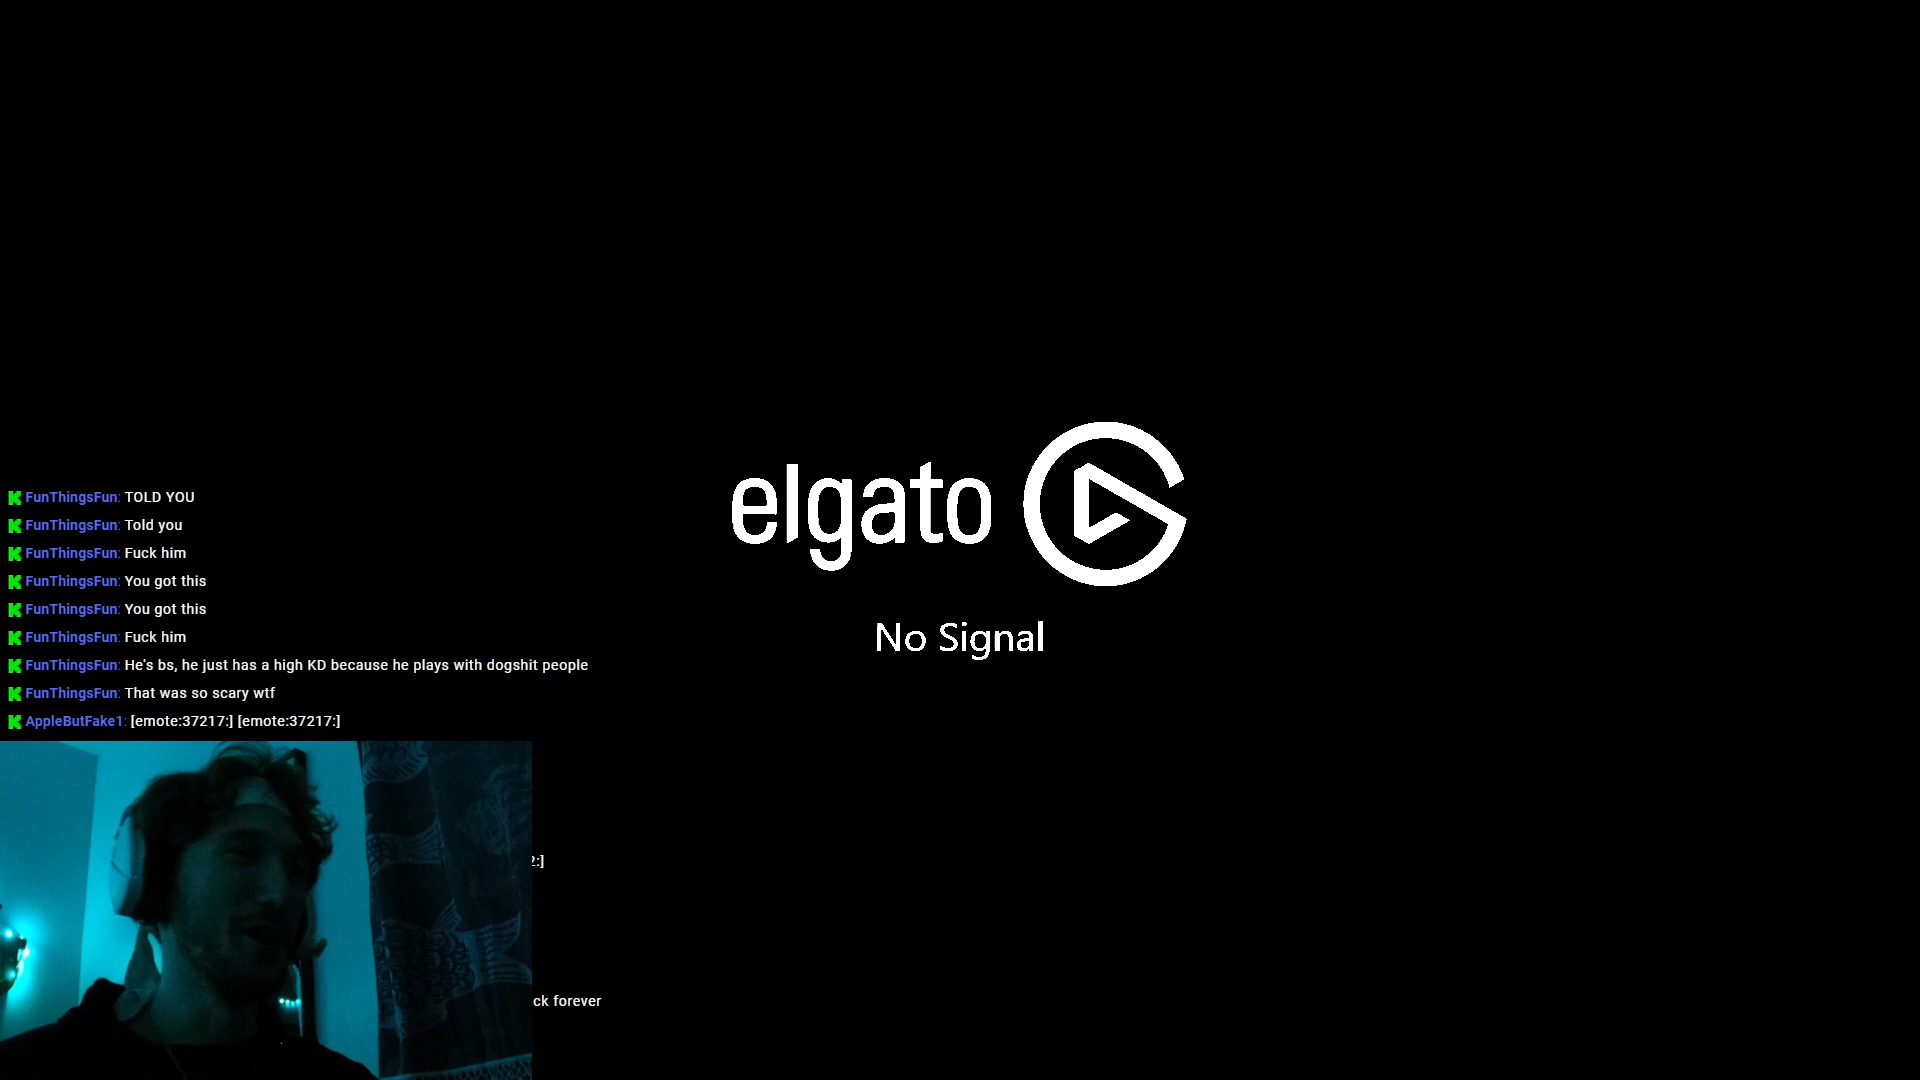 elgato
No Signal
FunThingsFun: TOLD YOU
FunThingsFun: Told you
FunThingsFun: Fuck him
FunThingsFun: You got this
FunThingsFun: You got this
FunThingsFun: Fuck him
FunThingsFun: He's bs, he just has a high KD because he plays with dogshit people
FunThingsFun: That was so scary wtf
AppleButFake1: [emote:37217:] [emote:37217:]
2:]
ck forever